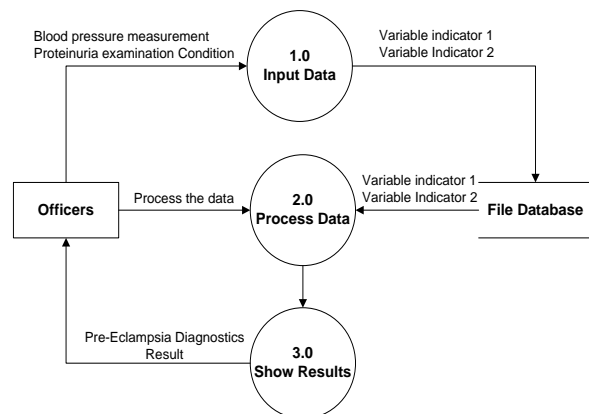 Blood pressure measurement
Proteinuria examination Condition
1.0
Input Data
Variable indicator 1
Variable Indicator 2
Officers
Process the data
2.0
Process Data
Variable indicator 1
Variable Indicator 2
File Database
Pre-Eclampsia Diagnostics
Result
3.0
Show Results